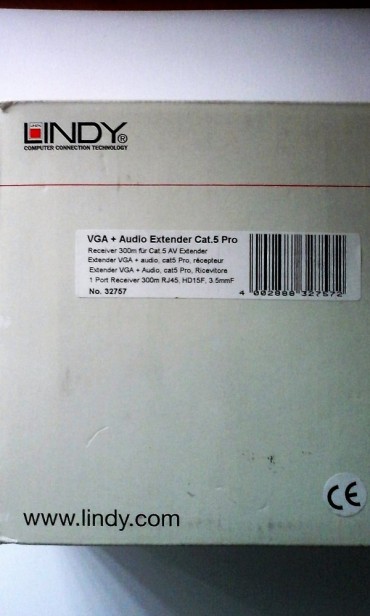 LINDY®
COMPUTER CONNECTION TECHNOLOGY
VGA + Audio Extender Cat.5 Pro
Receiver 300m für Cat.5 AV Extender
Extender VGA + audio, cat5 Pro, récepteur
Extender VGA + Audio, cat5 Pro, Ricevitore
1 Port Receiver 300m RJ45, HD15F, 3.5mmF
No. 32757
4 002888 327572
CE
www.lindy.com